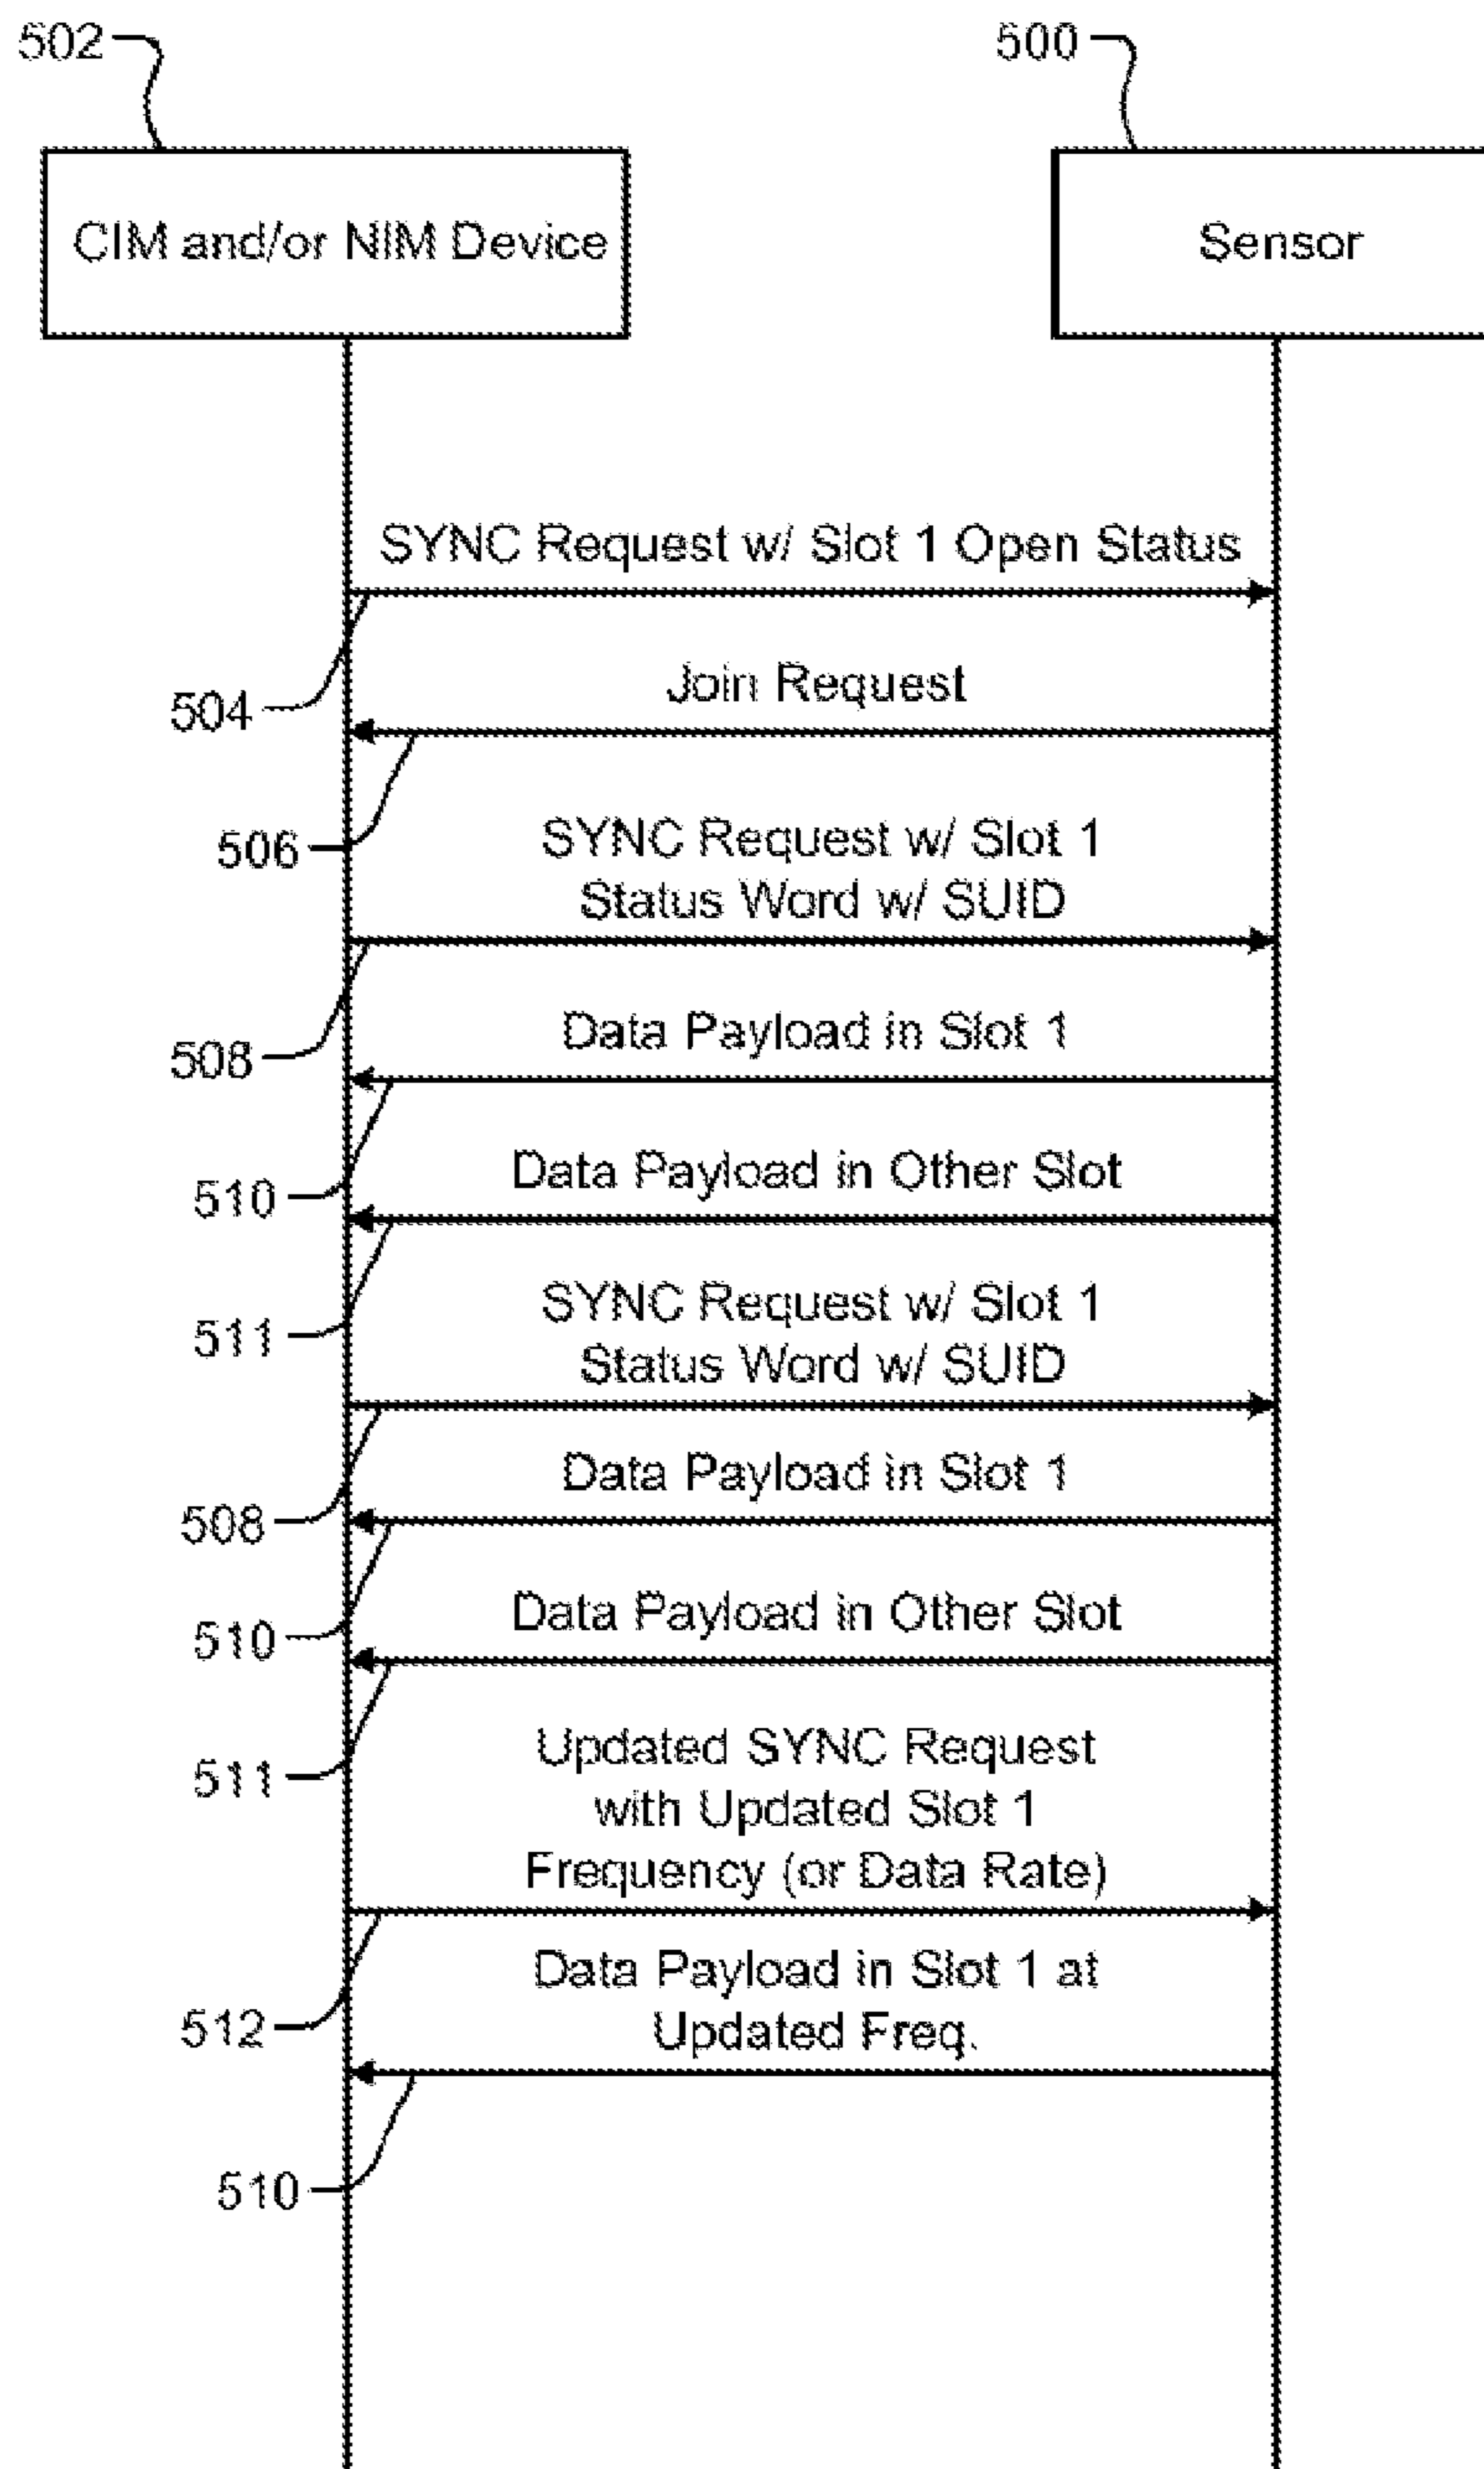 502
500
CIM and/or NIM Device
Sensor
SYNC Request w/ Slot 1 Open Status
504
Join Request
506
SYNC Request w/ Slot 1
Status Word w/ SUID
508
Data Payload in Slot 1
510
Data Payload in Other Slot
511
SYNC Request w/ Slot 1
Status Word w/ SUID
508
Data Payload in Slot 1
510
Data Payload in Other Slot
511
Updated SYNC Request
with Updated Slot 1
Frequency (or Data Rate)
512
Data Payload in Slot 1 at
Updated Freq.
510